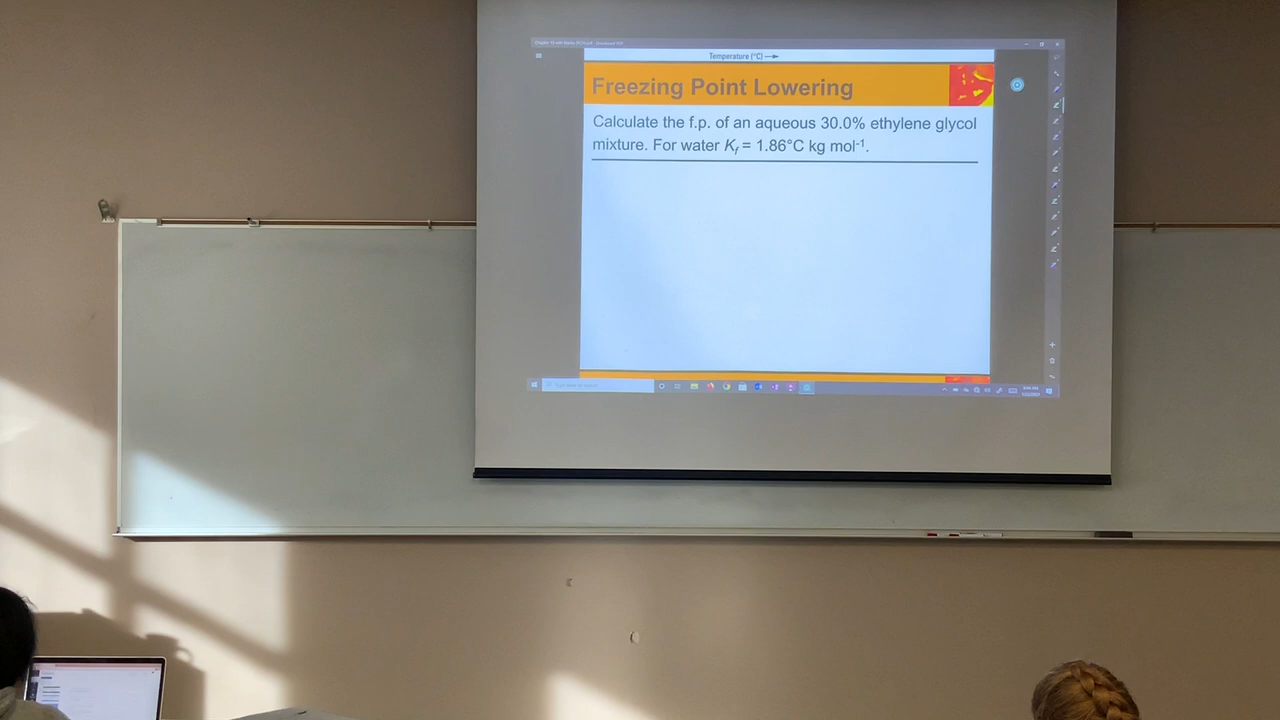 Temperature (°C)
Freezing Point Lowering
Calculate the f.p. of an aqueous 30.0% ethylene glycol
mixture. For water Kf = 1.86°C kg mol-1.